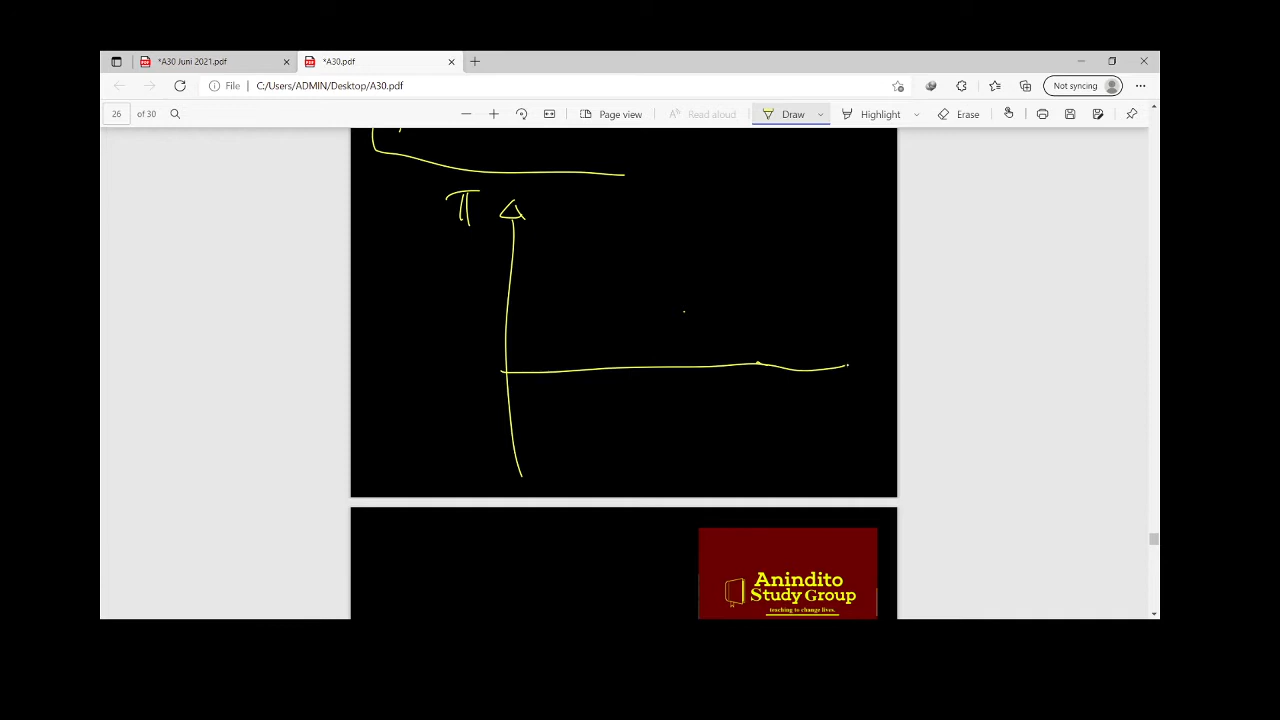 *A30 Juni 2021.pdf
*A30.pdf
File
C:/Users/ADMIN/Desktop/A30.pdf
Not syncing
26 of 30
Page view
Read aloud
Draw
Highlight
Erase
π
Anindito
Study Group
teaching to change lives.